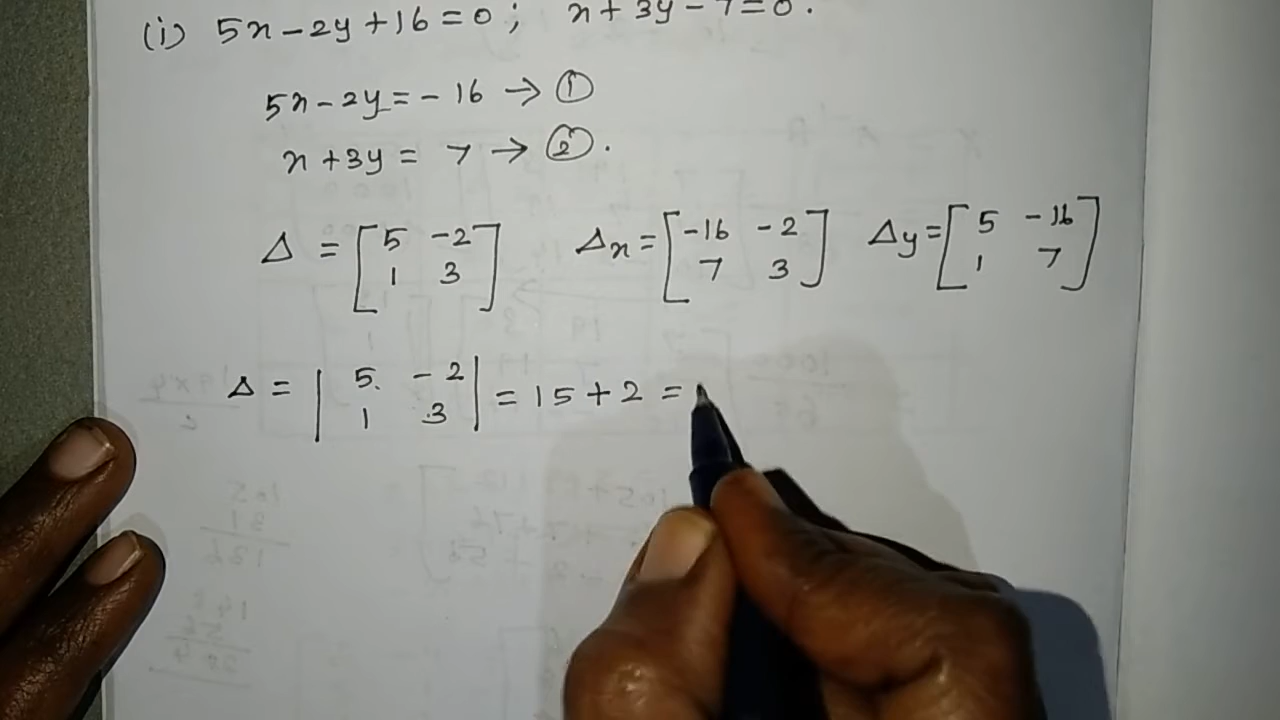 (i) 5x-2y+16=0; x+3y-7=0.
5x-2y=-16 → ①
x+3y= 7 → ②.
Δ = [5 -2 Δx = [-16 -2] Δy = [5 -16
1 3] 7 3 1 7]
Δ = | 5. -2 | = 15+2 =
1 3